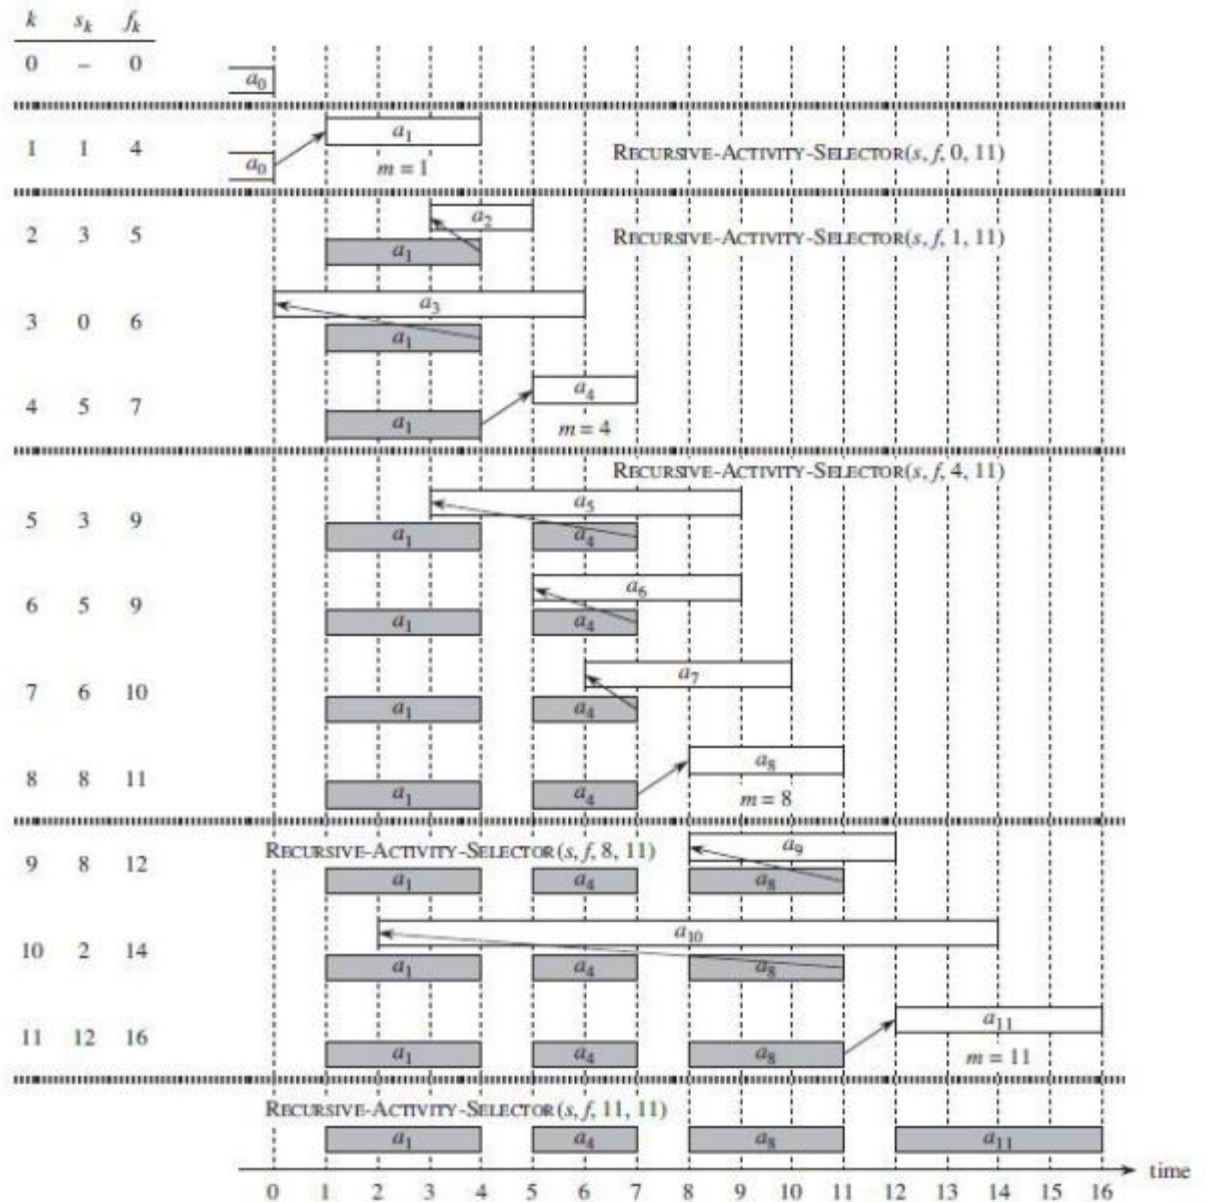 k s_k f_k
0 – 0
a_0
1 1 4
a_1
a_0
m = 1
RECURSIVE-ACTIVITY-SELECTOR(s, f, 0, 11)
2 3 5
a_2
a_1
RECURSIVE-ACTIVITY-SELECTOR(s, f, 1, 11)
3 0 6
a_3
a_1
4 5 7
a_4
a_1
m = 4
RECURSIVE-ACTIVITY-SELECTOR(s, f, 4, 11)
5 3 9
a_5
a_1 a_4
6 5 9
a_6
a_1 a_4
7 6 10
a_7
a_1 a_4
8 8 11
a_8
a_1 a_4
m = 8
RECURSIVE-ACTIVITY-SELECTOR(s, f, 8, 11)
9 8 12
a_9
a_1 a_4 a_8
10 2 14
a_10
a_1 a_4 a_8
11 12 16
a_11
a_1 a_4 a_8
m = 11
RECURSIVE-ACTIVITY-SELECTOR(s, f, 11, 11)
a_1 a_4 a_8 a_11
time
0 1 2 3 4 5 6 7 8 9 10 11 12 13 14 15 16